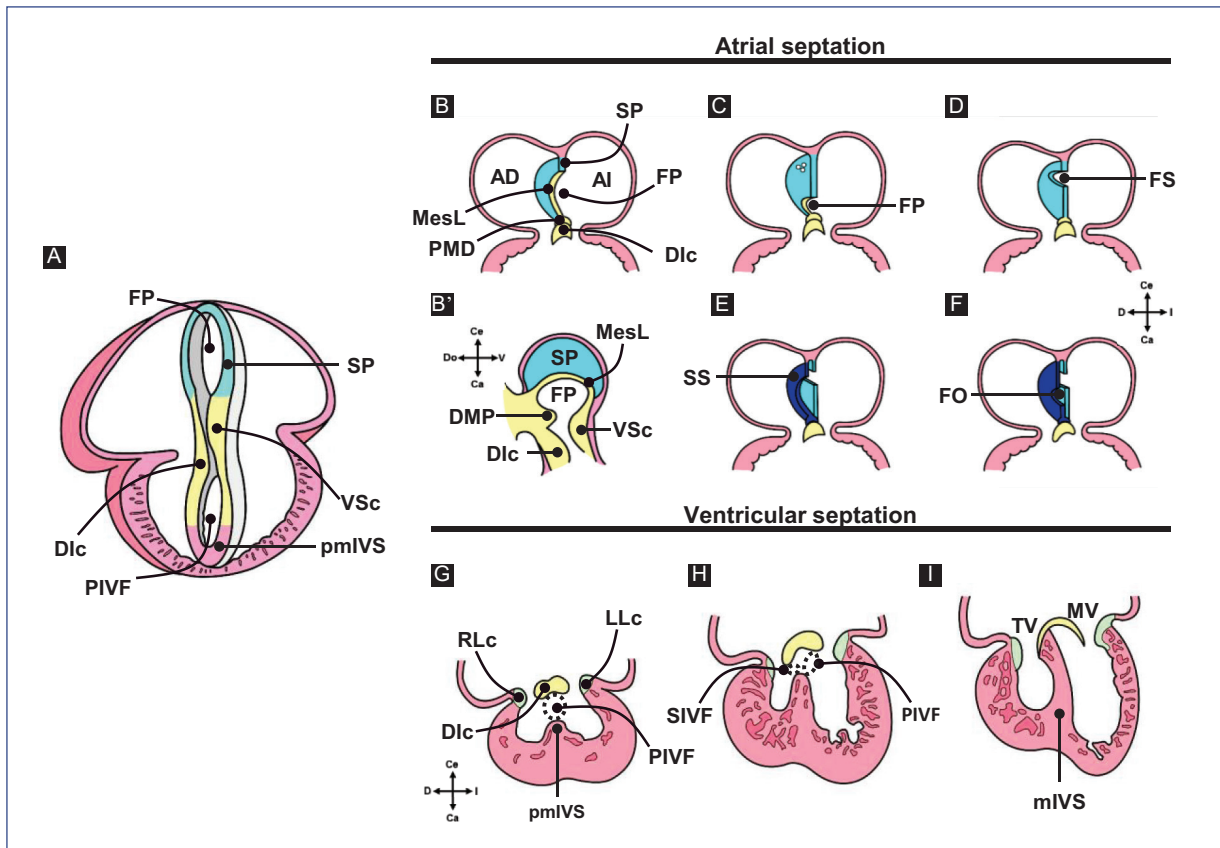 Atrial septation
B
SP
AD
AI
FP
MesL
PMD
DIc
C
FP
D
FS
A
FP
SP
VSc
DIc
pmIVS
PIVF
B’
Ce
Do
V
Ca
MesL
SP
FP
DMP
VSc
DIc
E
SS
F
FO
Ce
D
I
Ca
Ventricular septation
G
RLc
LLc
DIc
PIVF
pmIVS
Ce
D
I
Ca
H
SIVF
PIVF
I
TV
MV
mIVS